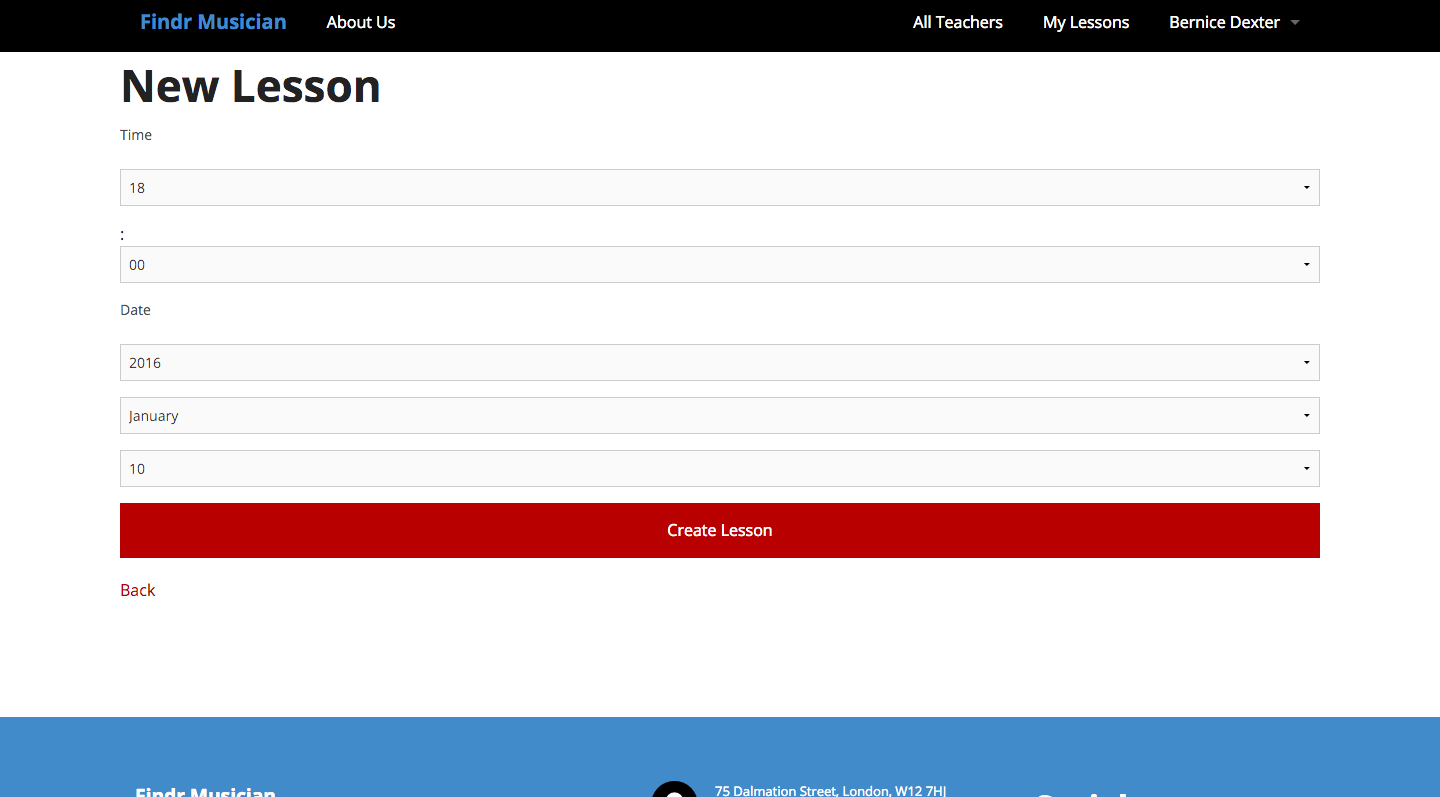 Findr Musician About Us All Teachers My Lessons Bernice Dexter
New Lesson
Time
18
:
00
Date
2016
January
10
Create Lesson
Back
Findr Musician
75 Dalmation Street, London, W12 7HJ